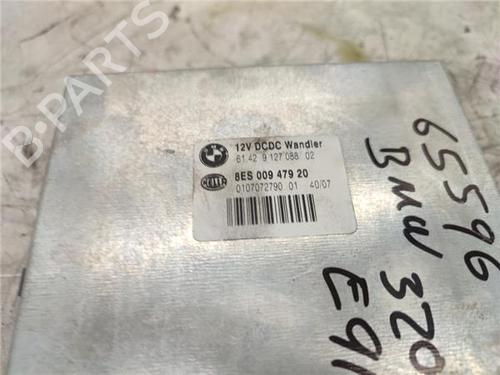 B-PARTS
12V DCDC Wandler
61.42 9 127 088 02
HELLA
8ES 009 479 20
0107072790 01 40/07
65596
BMW 320
E91